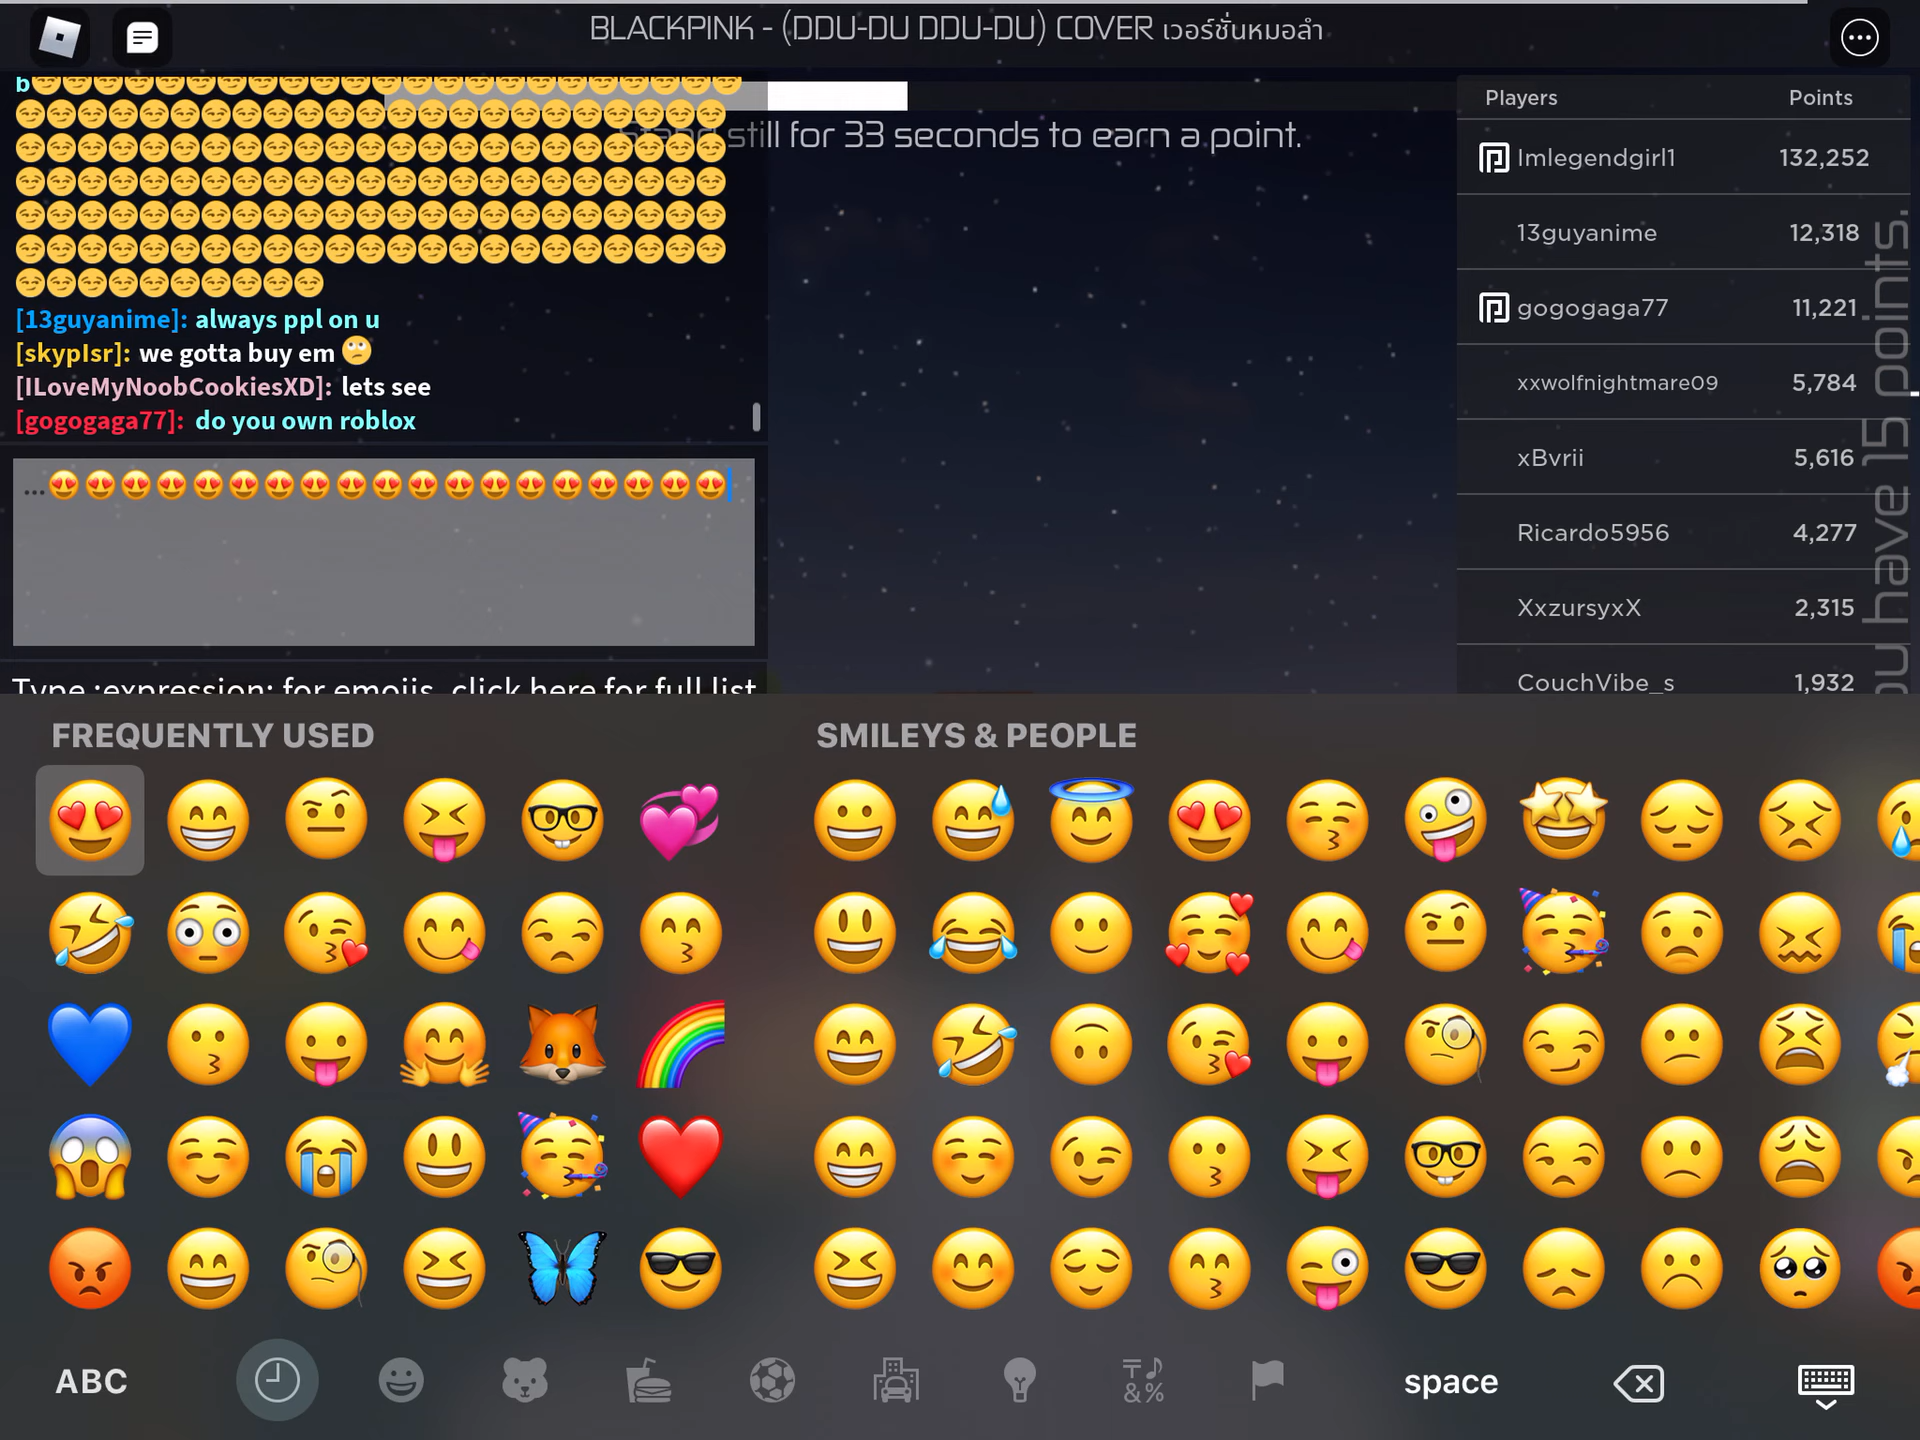 BLACKPINK - (DDU-DU DDU-DU) COVER เวอร์ชั่นหมอลำ
b😏😏😏😏😏😏😏😏😏😏😏😏😏😏😏😏😏😏😏😏😏😏😏
😏😏😏😏😏😏😏😏😏😏😏😏😏😏😏😏😏😏😏😏😏😏😏
😏😏😏😏😏😏😏😏😏😏😏😏😏😏😏😏😏😏😏😏😏😏😏
😏😏😏😏😏😏😏😏😏😏😏😏😏😏😏😏😏😏😏😏😏😏😏
😏😏😏😏😏😏😏😏😏😏😏😏😏😏😏😏😏😏😏😏😏😏😏
😏😏😏😏😏😏😏😏😏😏😏😏😏😏😏😏😏😏😏😏😏😏😏
😏😏😏😏😏😏😏😏😏😏
[13guyanime]: always ppl on u
[skypIsr]: we gotta buy em 🙄
[ILoveMyNoobCookiesXD]: lets see
[gogogaga77]: do you own roblox
...😍😍😍😍😍😍😍😍😍😍😍😍😍😍😍😍😍😍😍
Type :expression: for emojis, click here for full list
Stand still for 33 seconds to earn a point.
Players Points
Imlegendgirl1 132,252
13guyanime 12,318
gogogaga77 11,221
xxwolfnightmare09 5,784
xBvrii 5,616
Ricardo5956 4,277
XxzursyxX 2,315
CouchVibe_s 1,932
ou have 15 points.
FREQUENTLY USED
SMILEYS & PEOPLE
ABC
space